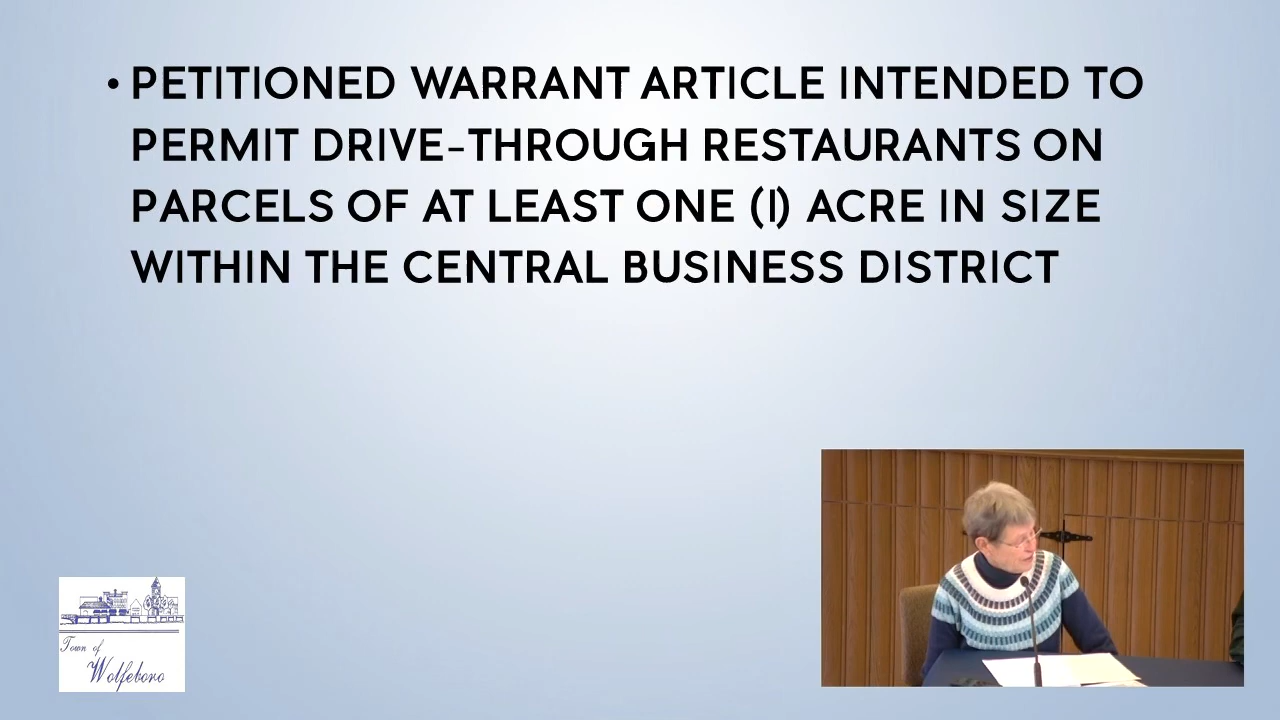 • PETITIONED WARRANT ARTICLE INTENDED TO
PERMIT DRIVE-THROUGH RESTAURANTS ON
PARCELS OF AT LEAST ONE (1) ACRE IN SIZE
WITHIN THE CENTRAL BUSINESS DISTRICT
Town of
Wolfeboro